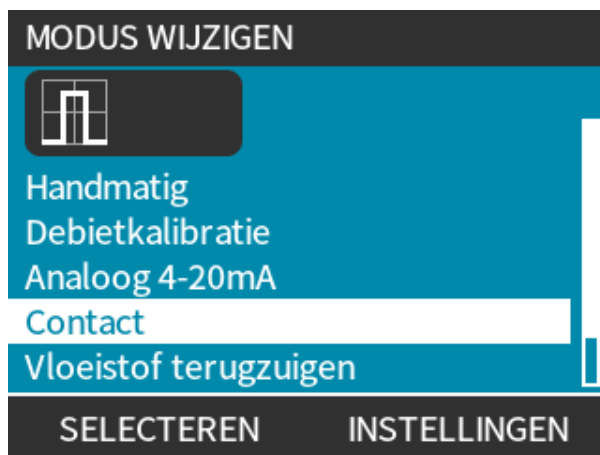 MODUS WIJZIGEN
Handmatig
Debietkalibratie
Analoog 4-20mA
Contact
Vloeistof terugzuigen
SELECTEREN INSTELLINGEN